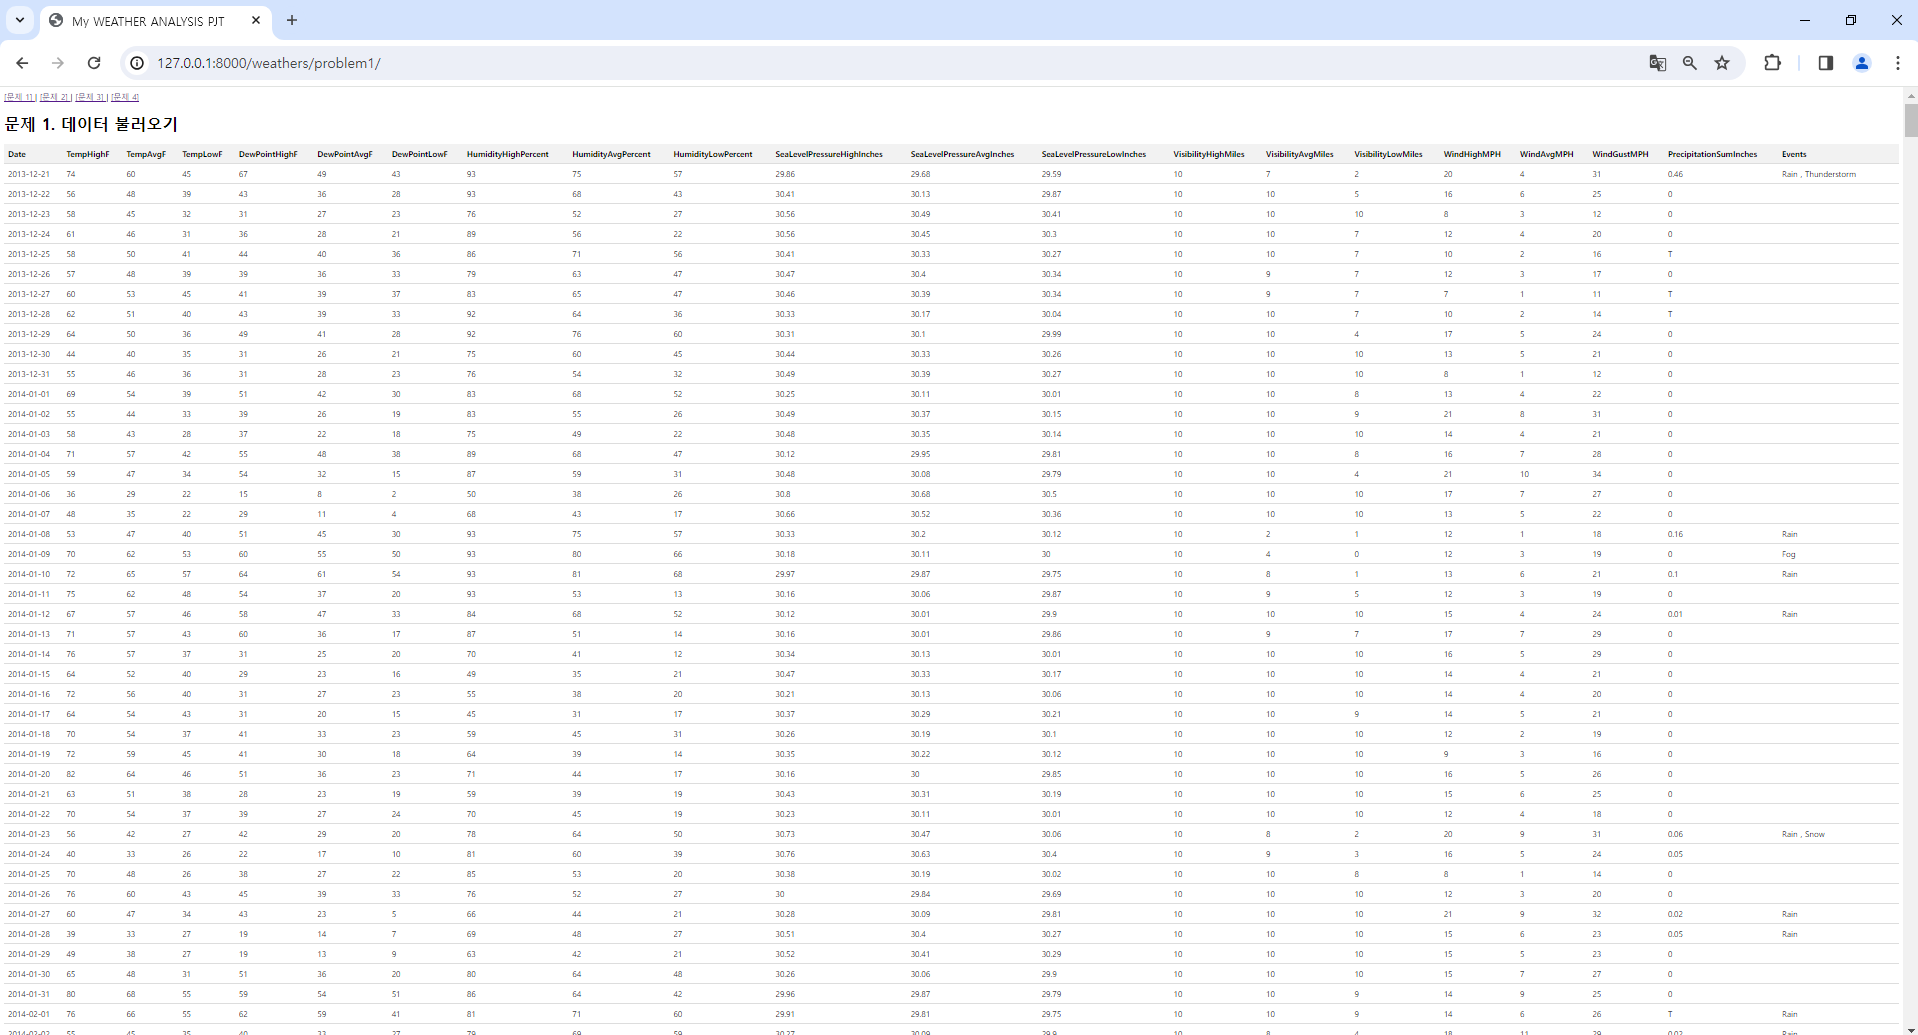 My WEATHER ANALYSIS PJT
127.0.0.1:8000/weathers/problem1/
[문제 1] | [문제 2] | [문제 3] | [문제 4]
문제 1. 데이터 불러오기
Date TempHighF TempAvgF TempLowF DewPointHighF DewPointAvgF DewPointLowF HumidityHighPercent HumidityAvgPercent HumidityLowPercent SeaLevelPressureHighInches SeaLevelPressureAvgInches SeaLevelPressureLowInches VisibilityHighMiles VisibilityAvgMiles VisibilityLowMiles WindHighMPH WindAvgMPH WindGustMPH PrecipitationSumInches Events
2013-12-21 74 60 45 67 49 43 93 75 57 29.86 29.68 29.59 10 7 2 20 4 31 0.46 Rain , Thunderstorm
2013-12-22 56 48 39 43 36 28 93 68 43 30.41 30.13 29.87 10 10 5 16 6 25 0
2013-12-23 58 45 32 31 27 23 76 52 27 30.56 30.49 30.41 10 10 10 8 3 12 0
2013-12-24 61 46 31 36 28 21 89 56 22 30.56 30.45 30.3 10 10 7 12 4 20 0
2013-12-25 58 50 41 44 40 36 86 71 56 30.41 30.33 30.27 10 10 7 10 2 16 T
2013-12-26 57 48 39 39 36 33 79 63 47 30.47 30.4 30.34 10 9 7 12 3 17 0
2013-12-27 60 53 45 41 39 37 83 65 47 30.46 30.39 30.34 10 9 7 7 1 11 T
2013-12-28 62 51 40 43 39 33 92 64 36 30.33 30.17 30.04 10 10 7 10 2 14 T
2013-12-29 64 50 36 49 41 28 92 76 60 30.31 30.1 29.99 10 10 4 17 5 24 0
2013-12-30 44 40 35 31 26 21 75 60 45 30.44 30.33 30.26 10 10 10 13 5 21 0
2013-12-31 55 46 36 31 28 23 76 54 32 30.49 30.39 30.27 10 10 10 8 1 12 0
2014-01-01 69 54 39 51 42 30 83 68 52 30.25 30.11 30.01 10 10 8 13 4 22 0
2014-01-02 55 44 33 39 26 19 83 55 26 30.49 30.37 30.15 10 10 9 21 8 31 0
2014-01-03 58 43 28 37 22 18 75 49 22 30.48 30.35 30.14 10 10 10 14 4 21 0
2014-01-04 71 57 42 55 48 38 89 68 47 30.12 29.95 29.81 10 10 8 16 7 28 0
2014-01-05 59 47 34 54 32 15 87 59 31 30.48 30.08 29.79 10 10 4 21 10 34 0
2014-01-06 36 29 22 15 8 2 50 38 26 30.8 30.68 30.5 10 10 10 17 7 27 0
2014-01-07 48 35 22 29 11 4 68 43 17 30.66 30.52 30.36 10 10 10 13 5 22 0
2014-01-08 53 47 40 51 45 30 93 75 57 30.33 30.2 30.12 10 2 1 12 1 18 0.16 Rain
2014-01-09 70 62 53 60 55 50 93 80 66 30.18 30.11 30 10 4 0 12 3 19 0 Fog
2014-01-10 72 65 57 64 61 54 93 81 68 29.97 29.87 29.75 10 8 1 13 6 21 0.1 Rain
2014-01-11 75 62 48 54 37 20 93 53 13 30.16 30.06 29.87 10 9 5 12 3 19 0
2014-01-12 67 57 46 58 47 33 84 68 52 30.12 30.01 29.9 10 10 10 15 4 24 0.01 Rain
2014-01-13 71 57 43 60 36 17 87 51 14 30.16 30.01 29.86 10 9 7 17 7 29 0
2014-01-14 76 57 37 31 25 20 70 41 12 30.34 30.13 30.01 10 10 10 16 5 29 0
2014-01-15 64 52 40 29 23 16 49 35 21 30.47 30.33 30.17 10 10 10 14 4 21 0
2014-01-16 72 56 40 31 27 23 55 38 20 30.21 30.13 30.06 10 10 10 14 4 20 0
2014-01-17 64 54 43 31 20 15 45 31 17 30.37 30.29 30.21 10 10 9 14 5 21 0
2014-01-18 70 54 37 41 33 23 59 45 31 30.26 30.19 30.1 10 10 10 12 2 19 0
2014-01-19 72 59 45 41 30 18 64 39 14 30.35 30.22 30.12 10 10 10 9 3 16 0
2014-01-20 82 64 46 51 36 23 71 44 17 30.16 30 29.85 10 10 10 16 5 26 0
2014-01-21 63 51 38 28 23 19 59 39 19 30.43 30.31 30.19 10 10 10 15 6 25 0
2014-01-22 70 54 37 39 27 24 70 45 19 30.23 30.11 30.01 10 10 10 12 4 18 0
2014-01-23 56 42 27 42 29 20 78 64 50 30.73 30.47 30.06 10 8 2 20 9 31 0.06 Rain , Snow
2014-01-24 40 33 26 22 17 10 81 60 39 30.76 30.63 30.4 10 9 3 16 5 24 0.05
2014-01-25 70 48 26 38 27 22 85 53 20 30.38 30.19 30.02 10 10 8 8 1 14 0
2014-01-26 76 60 43 45 39 33 76 52 27 30 29.84 29.69 10 10 10 12 3 20 0
2014-01-27 60 47 34 43 23 5 66 44 21 30.28 30.09 29.81 10 10 10 21 9 32 0.02 Rain
2014-01-28 39 33 27 19 14 7 69 48 27 30.51 30.4 30.27 10 10 10 15 6 23 0.05 Rain
2014-01-29 49 38 27 19 13 9 63 42 21 30.52 30.41 30.29 10 10 10 15 5 23 0
2014-01-30 65 48 31 51 36 20 80 64 48 30.26 30.06 29.9 10 10 10 15 7 27 0
2014-01-31 80 68 55 59 54 51 86 64 42 29.96 29.87 29.79 10 10 9 14 9 25 0
2014-02-01 76 66 55 62 59 41 81 71 60 29.91 29.81 29.75 10 10 9 14 6 26 T Rain
2014-02-02 55 45 35 40 33 27 79 69 59 30.27 30.09 29.9 10 8 4 18 11 29 0.02 Rain